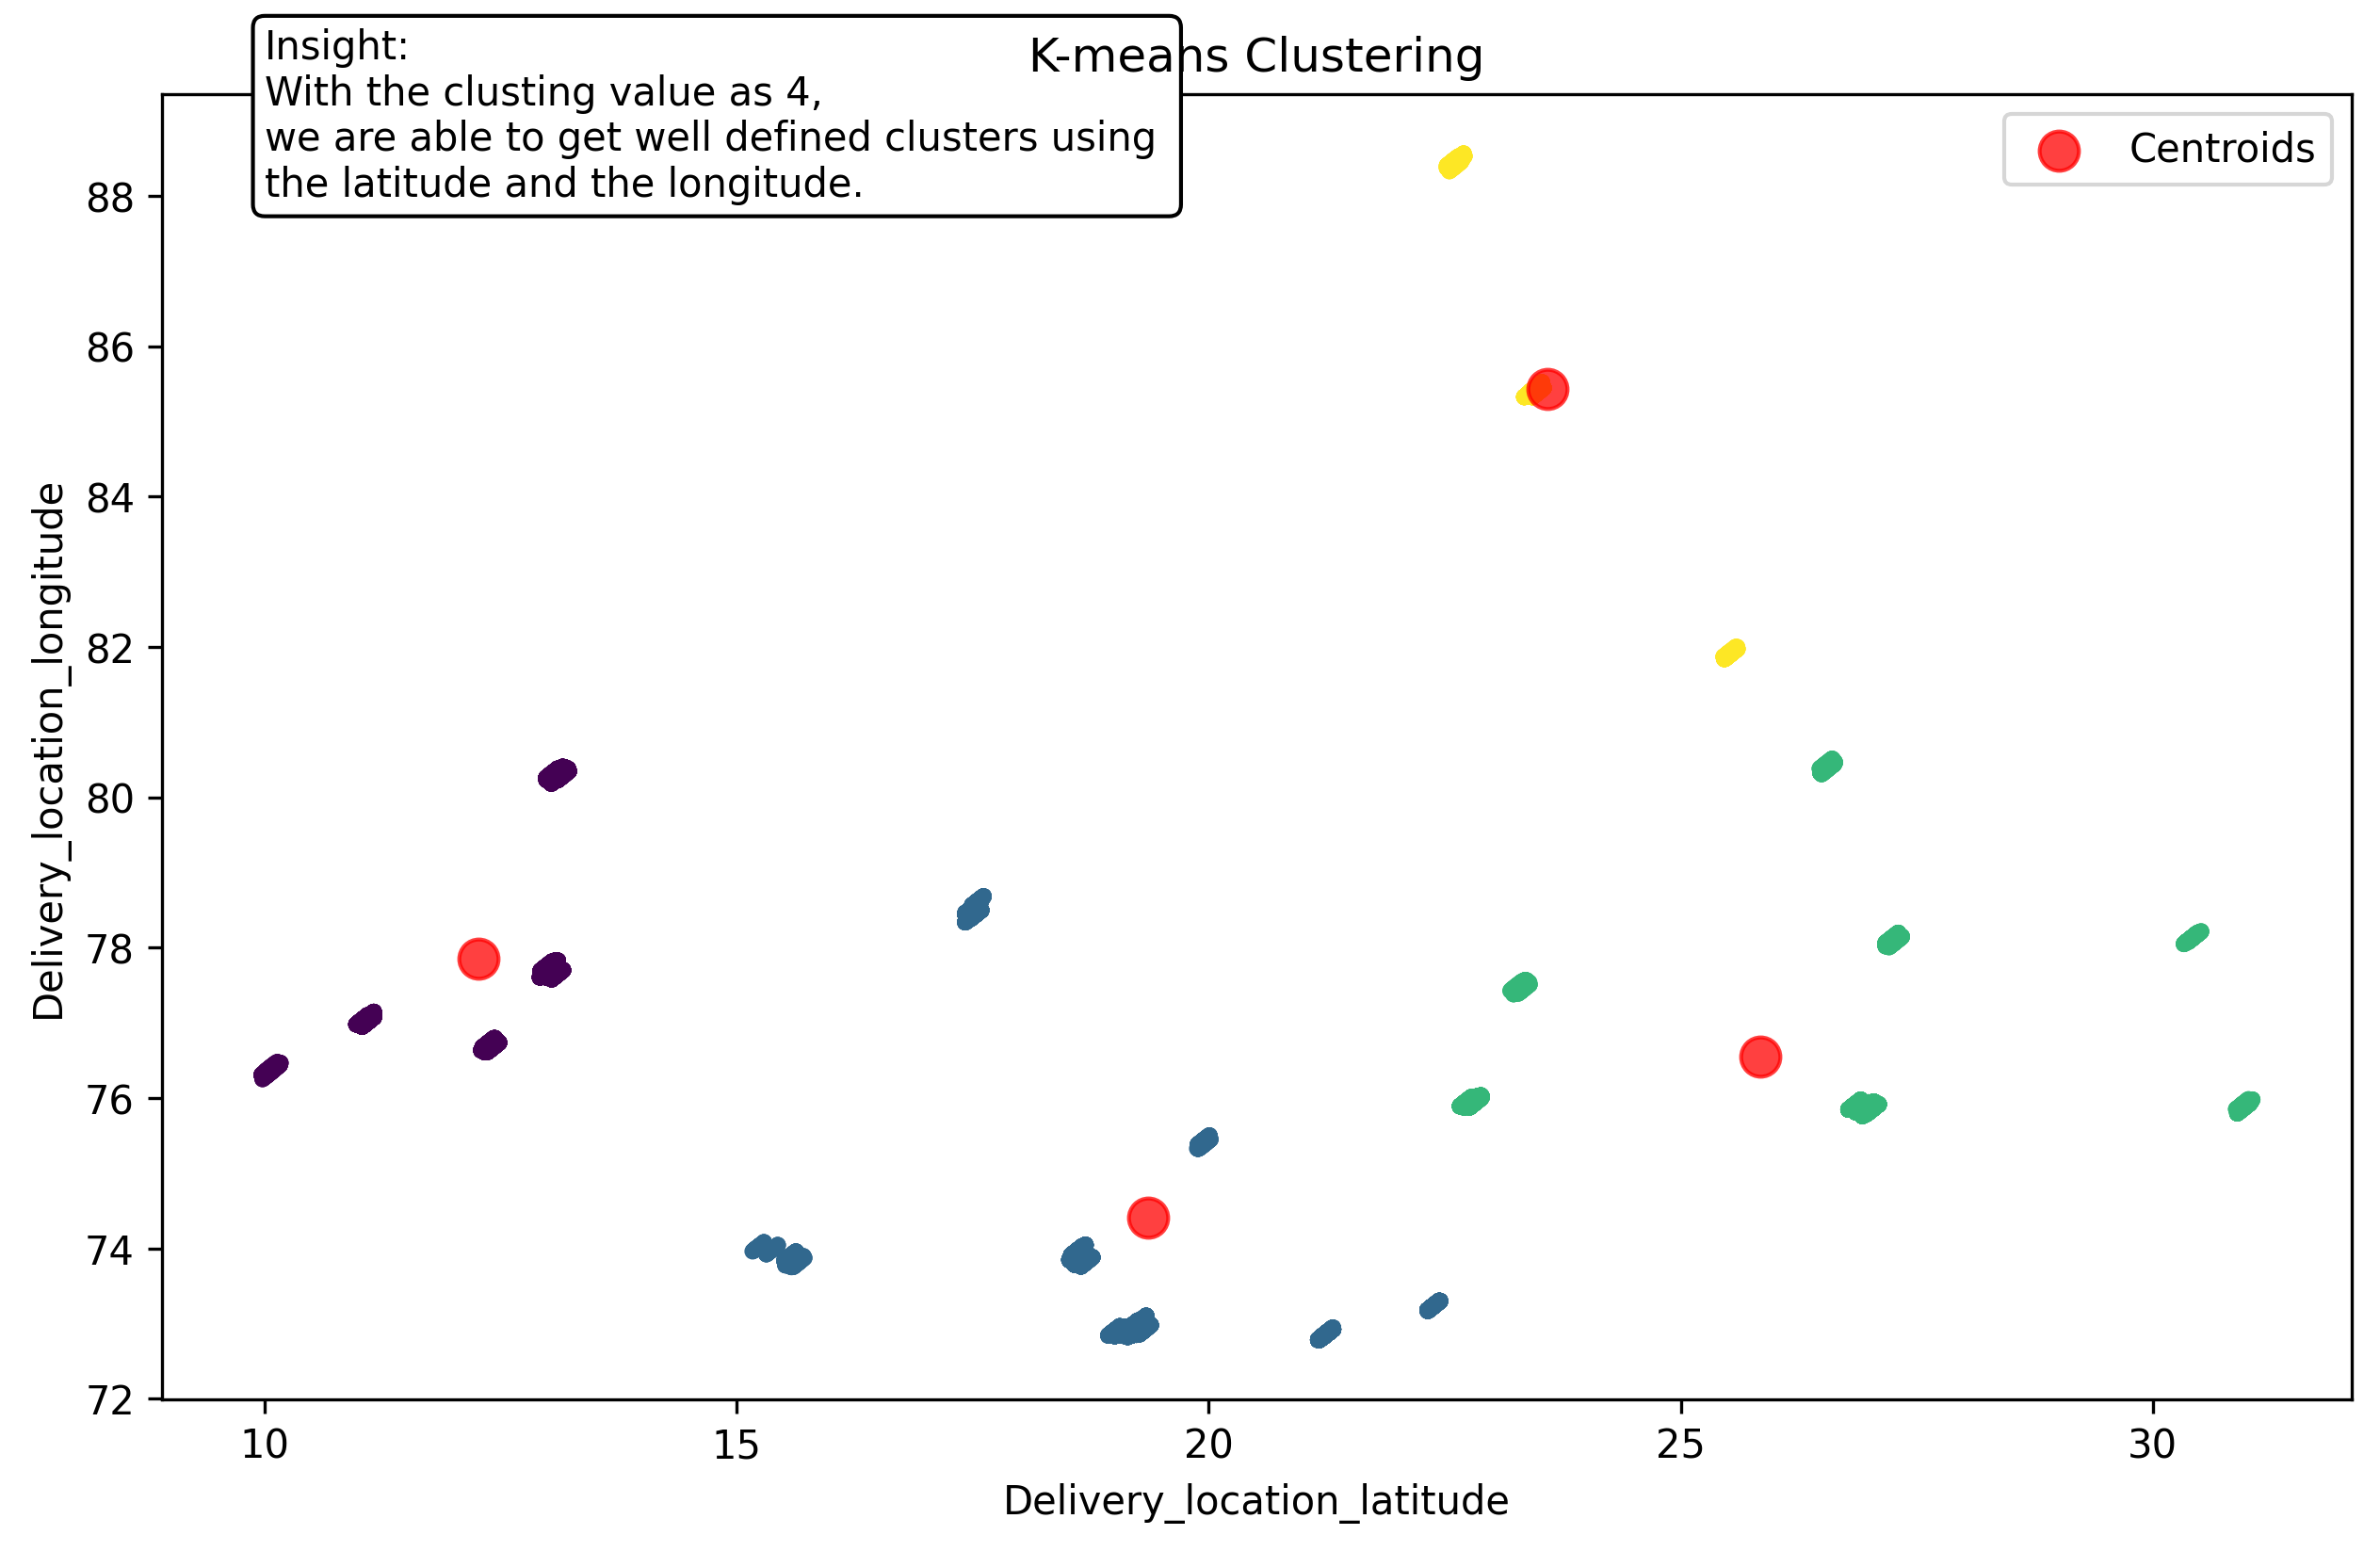 Insight:
With the clusting value as 4,
we are able to get well defined clusters using
the latitude and the longitude.
K-means Clustering
Centroids
88
86
84
82
80
78
76
74
72
Delivery_location_longitude
10
15
20
25
30
Delivery_location_latitude